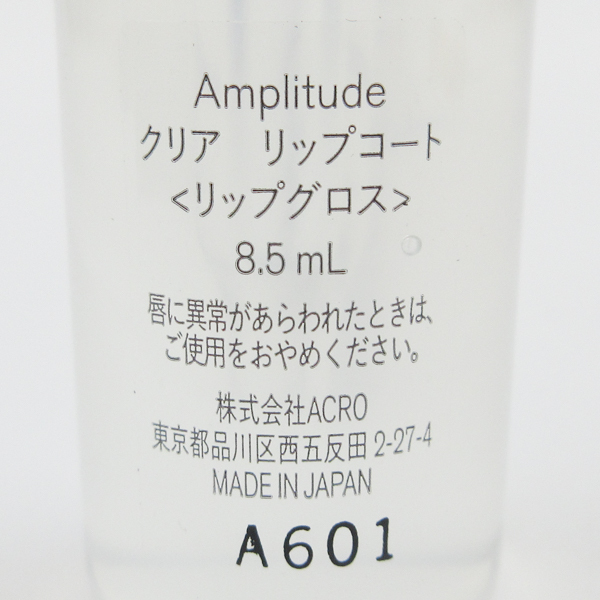 Amplitude
クリア　リップコート
<リップグロス>
8.5 mL
唇に異常があらわれたときは、
ご使用をおやめください。
株式会社ACRO
東京都品川区西五反田 2-27-4
MADE IN JAPAN
A601